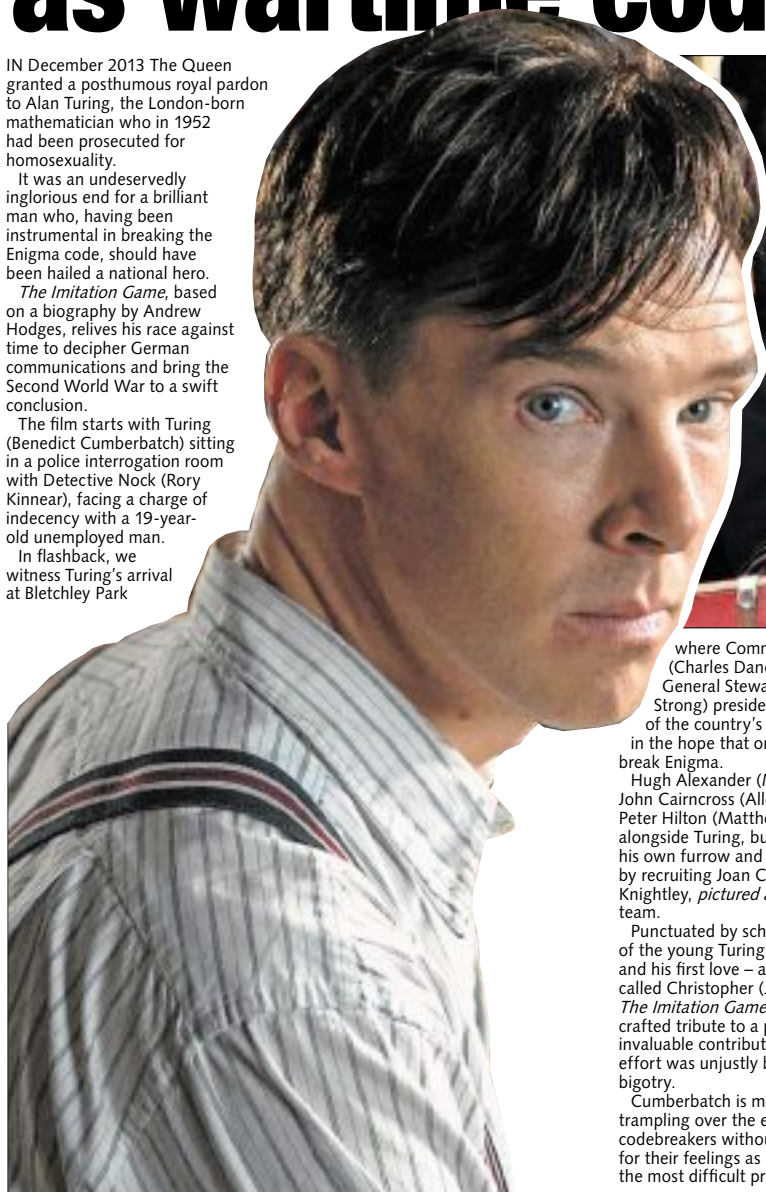 as wartime
IN December 2013 The Queen
granted a posthumous royal pardon
to Alan Turing, the London-born
mathematician who in 1952
had been prosecuted for
homosexuality.
It was an undeservedly
inglorious end for a brilliant
man who, having been
instrumental in breaking the
Enigma code, should have
been hailed a national hero.
The Imitation Game, based
on a biography by Andrew
Hodges, relives his race against
time to decipher German
communications and bring the
Second World War to a swift
conclusion.
The film starts with Turing
(Benedict Cumberbatch) sitting
in a police interrogation room
with Detective Nock (Rory
Kinnear), facing a charge of
indecency with a 19-year-
old unemployed man.
In flashback, we
witness Turing's arrival
at Bletchley Park
where
(Charles
General
Strong)
of the country's
in the hope that
break Enigma.
Hugh Alexander
John Cairncross
Peter Hilton
alongside Turing,
his own furrow and
by recruiting Joan
Knightley, pictured
team.
Punctuated by
of the young Turing
and his first love –
called Christopher
The Imitation Game
crafted tribute to a
invaluable
effort was unjustly
bigotry.
Cumberbatch is
trampling over the
codebreakers
for their feelings as
the most difficult